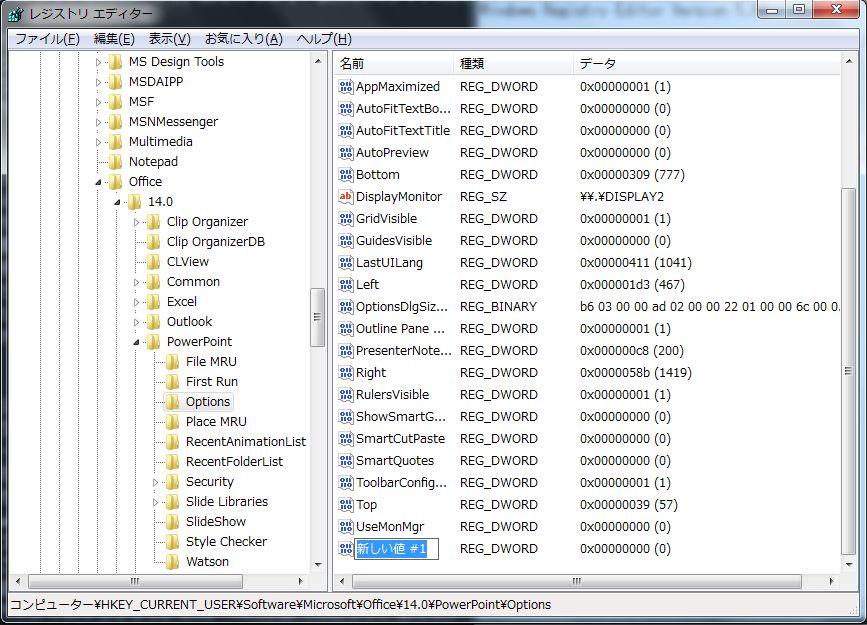 レジストリ エディター
ファイル(F) 編集(E) 表示(V) お気に入り(A) ヘルプ(H)
MS Design Tools
MSDAIPP
MSF
MSNMessenger
Multimedia
Notepad
Office
14.0
Clip Organizer
Clip OrganizerDB
CLView
Common
Excel
Outlook
PowerPoint
File MRU
First Run
Options
Place MRU
RecentAnimationList
RecentFolderList
Security
Slide Libraries
SlideShow
Style Checker
Watson
名前 種類 データ
AppMaximized REG_DWORD 0x00000001 (1)
AutoFitTextBo... REG_DWORD 0x00000000 (0)
AutoFitTextTitle REG_DWORD 0x00000000 (0)
AutoPreview REG_DWORD 0x00000000 (0)
Bottom REG_DWORD 0x00000309 (777)
DisplayMonitor REG_SZ ¥¥.¥DISPLAY2
GridVisible REG_DWORD 0x00000001 (1)
GuidesVisible REG_DWORD 0x00000000 (0)
LastUILang REG_DWORD 0x00000411 (1041)
Left REG_DWORD 0x000001d3 (467)
OptionsDlgSiz... REG_BINARY b6 03 00 00 ad 02 00 00 22 01 00 00 6c 00 0.
Outline Pane ... REG_DWORD 0x00000001 (1)
PresenterNote... REG_DWORD 0x000000c8 (200)
Right REG_DWORD 0x0000058b (1419)
RulersVisible REG_DWORD 0x00000001 (1)
ShowSmartG... REG_DWORD 0x00000000 (0)
SmartCutPaste REG_DWORD 0x00000000 (0)
SmartQuotes REG_DWORD 0x00000000 (0)
ToolbarConfig... REG_DWORD 0x00000001 (1)
Top REG_DWORD 0x00000039 (57)
UseMonMgr REG_DWORD 0x00000000 (0)
新しい値 #1 REG_DWORD 0x00000000 (0)
コンピューター¥HKEY_CURRENT_USER¥Software¥Microsoft¥Office¥14.0¥PowerPoint¥Options